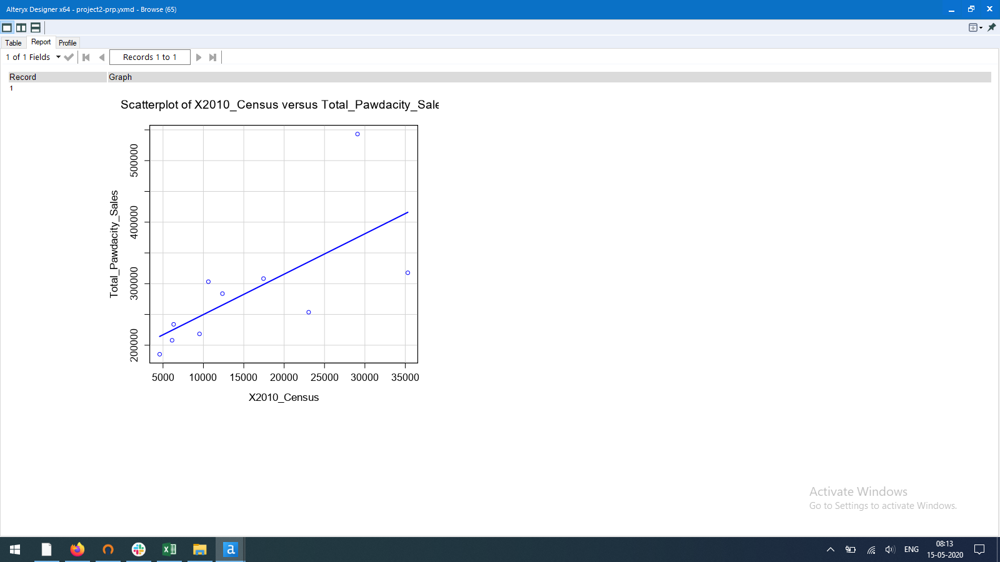 Alteryx Designer x64 - project2-prp.yxmd - Browse (65)
Table Report Profile
1 of 1 Fields Records 1 to 1
Record Graph
1
Scatterplot of X2010_Census versus Total_Pawdacity_Sale
Total_Pawdacity_Sales
500000
400000
300000
200000
5000 10000 15000 20000 25000 30000 35000
X2010_Census
Activate Windows
Go to Settings to activate Windows.
a
ENG
08:13
15-05-2020